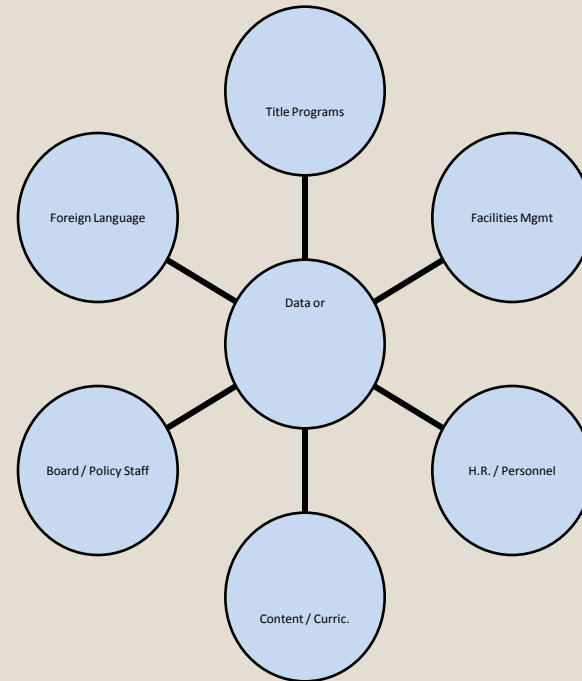 Title Programs
Foreign Language
Facilities Mgmt
Data or
Board / Policy Staff
H.R. / Personnel
Content / Curric.